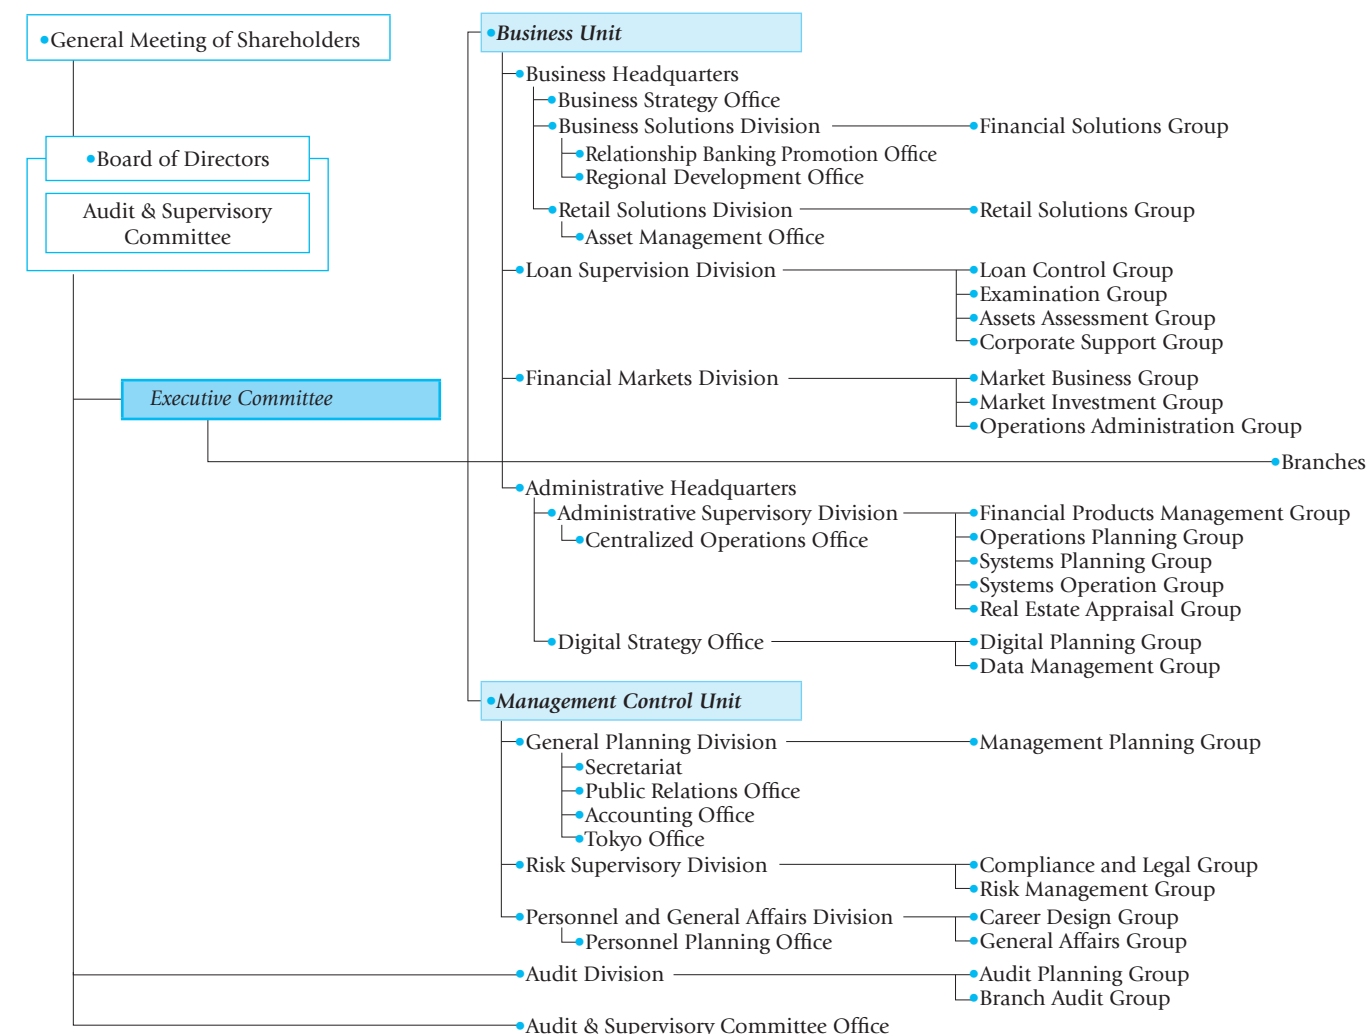 General Meeting of Shareholders
Board of Directors
Audit & Supervisory
Committee
Executive Committee
Business Unit
Business Headquarters
Business Strategy Office
Business Solutions Division
Financial Solutions Group
Relationship Banking Promotion Office
Regional Development Office
Retail Solutions Division
Retail Solutions Group
Asset Management Office
Loan Supervision Division
Loan Control Group
Examination Group
Assets Assessment Group
Corporate Support Group
Financial Markets Division
Market Business Group
Market Investment Group
Operations Administration Group
Branches
Administrative Headquarters
Administrative Supervisory Division
Financial Products Management Group
Centralized Operations Office
Operations Planning Group
Systems Planning Group
Systems Operation Group
Real Estate Appraisal Group
Digital Strategy Office
Digital Planning Group
Data Management Group
Management Control Unit
General Planning Division
Management Planning Group
Secretariat
Public Relations Office
Accounting Office
Tokyo Office
Risk Supervisory Division
Compliance and Legal Group
Risk Management Group
Personnel and General Affairs Division
Career Design Group
Personnel Planning Office
General Affairs Group
Audit Division
Audit Planning Group
Branch Audit Group
Audit & Supervisory Committee Office